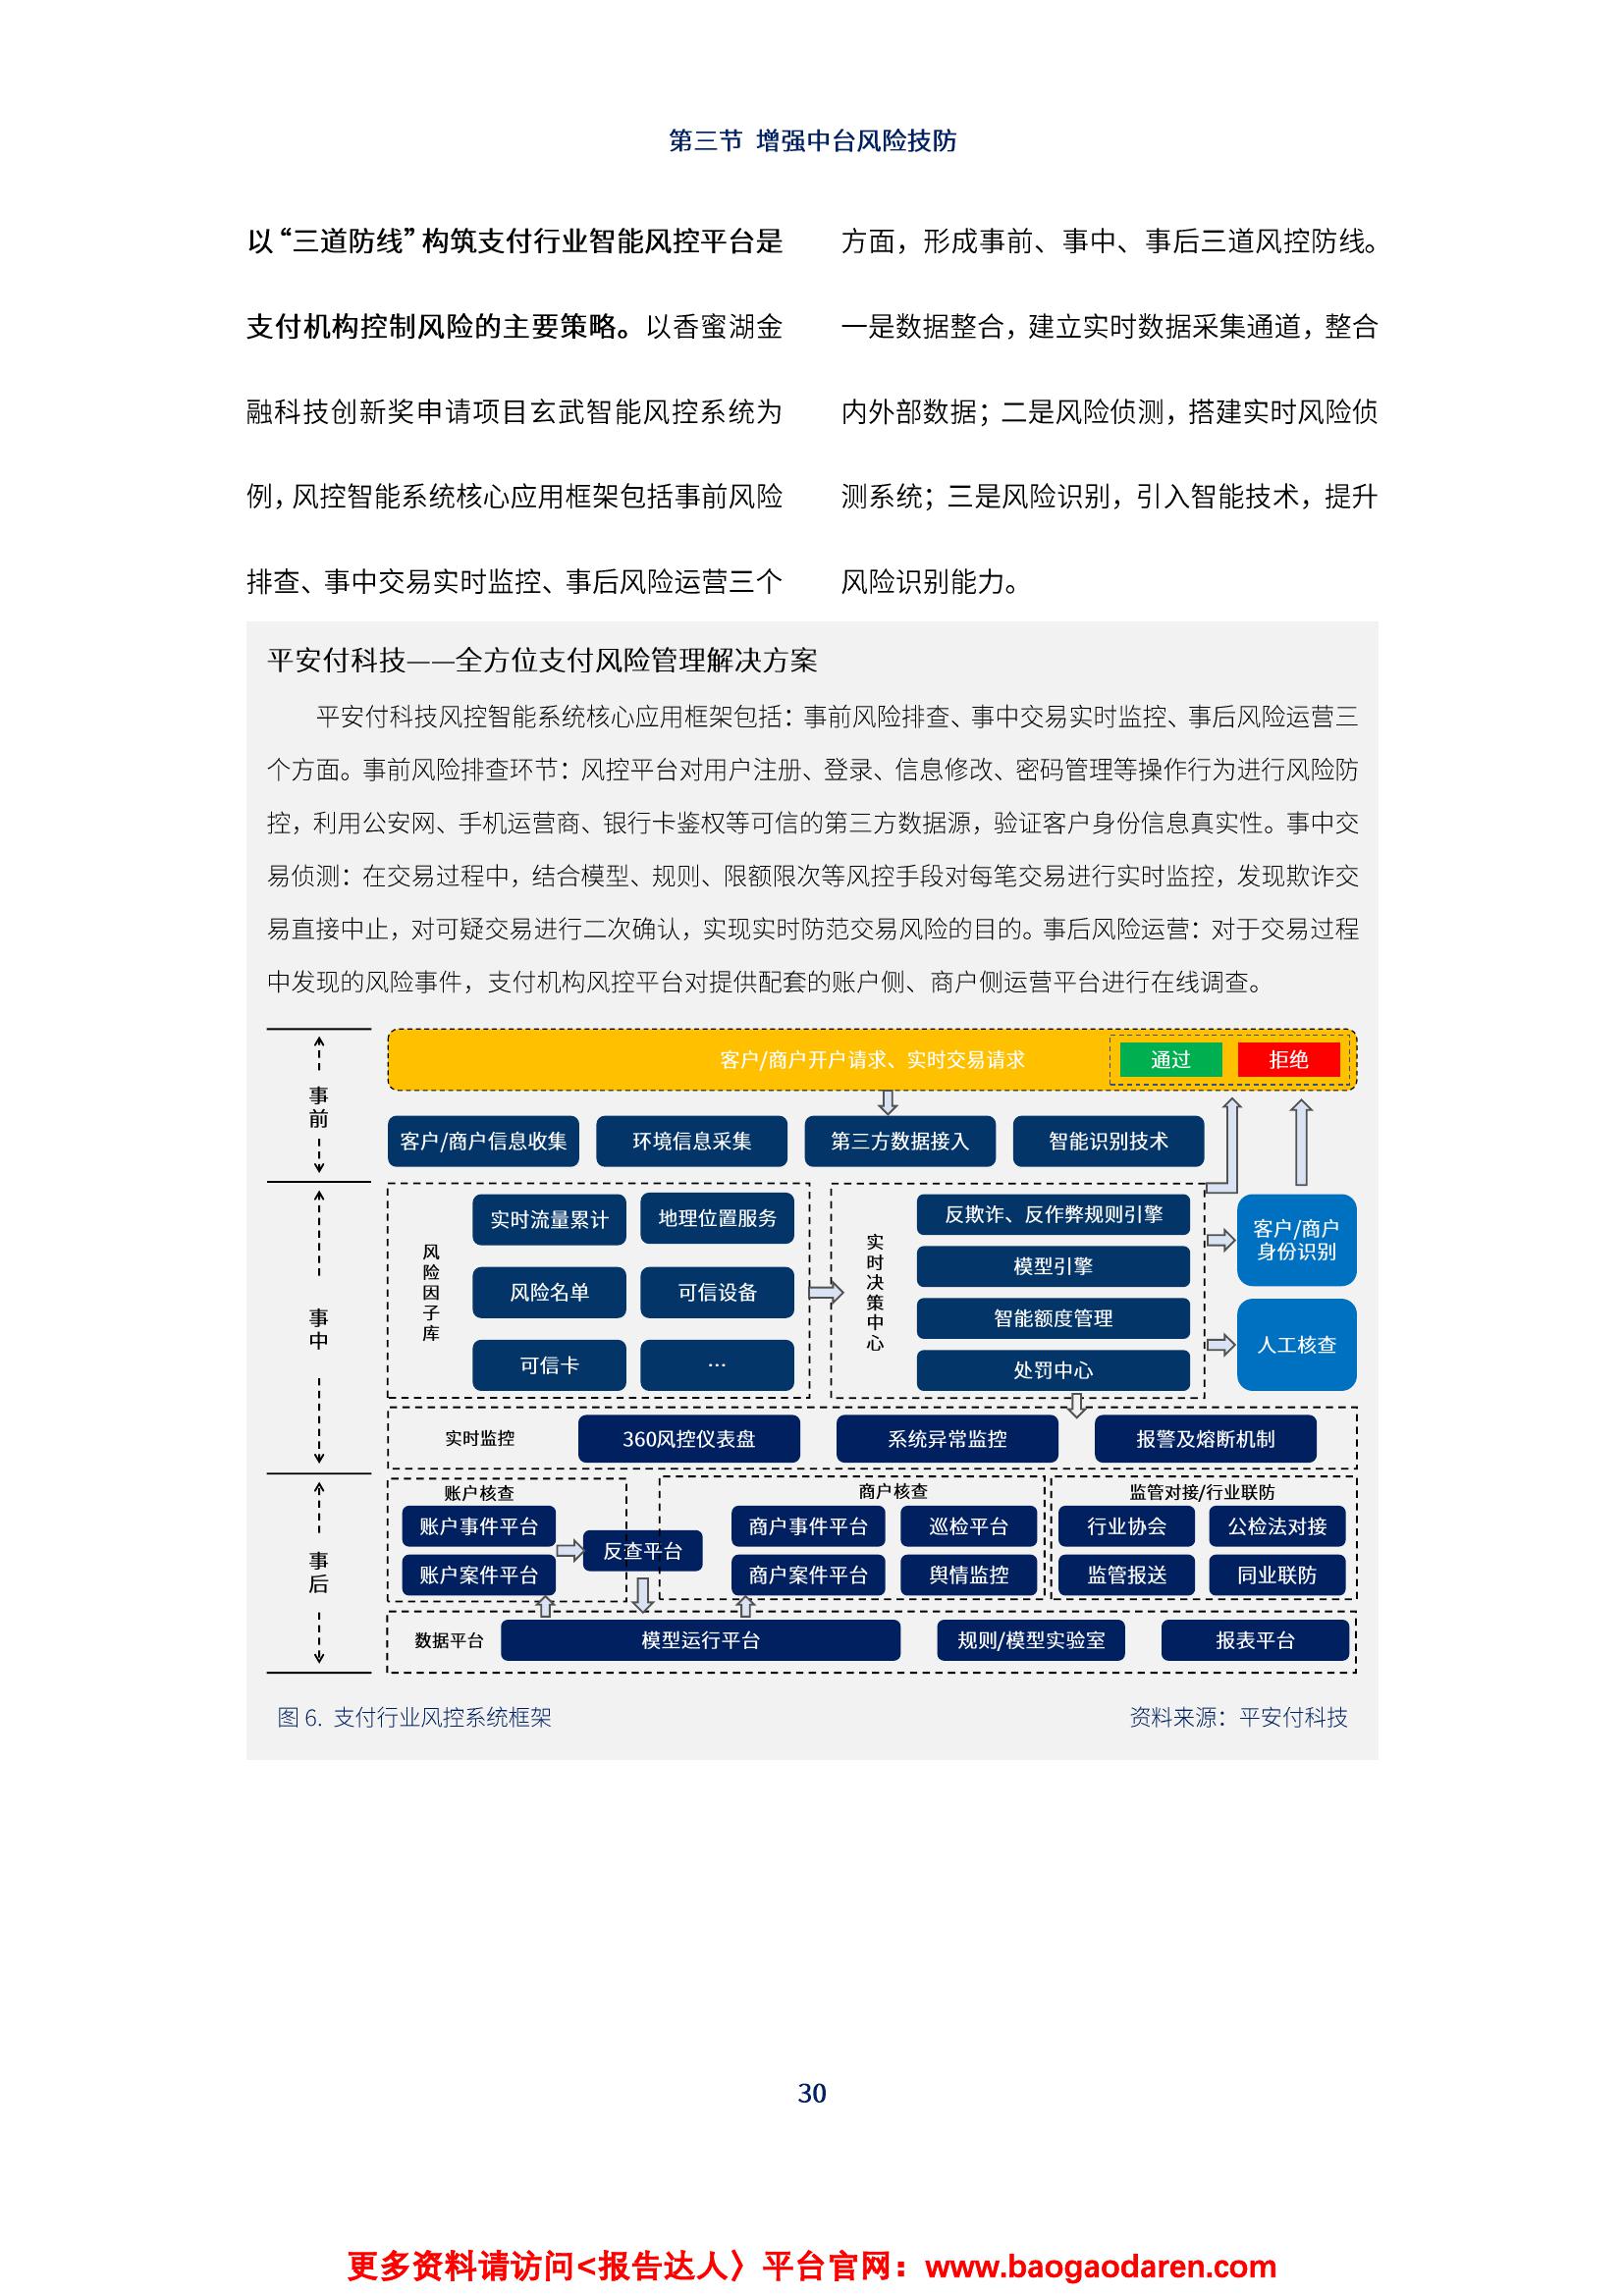 第三节 增强中台风险技防
以“三道防线”构筑支付行业智能风控平台是
支付机构控制风险的主要策略。以香蜜湖金
融科技创新奖申请项目玄武智能风控系统为
例，风控智能系统核心应用框架包括事前风险
排查、事中交易实时监控、事后风险运营三个
方面，形成事前、事中、事后三道风控防线。
一是数据整合，建立实时数据采集通道，整合
内外部数据；二是风险侦测，搭建实时风险侦
测系统；三是风险识别，引入智能技术，提升
风险识别能力。
平安付科技——全方位支付风险管理解决方案
平安付科技风控智能系统核心应用框架包括：事前风险排查、事中交易实时监控、事后风险运营三
个方面。事前风险排查环节：风控平台对用户注册、登录、信息修改、密码管理等操作行为进行风险防
控，利用公安网、手机运营商、银行卡鉴权等可信的第三方数据源，验证客户身份信息真实性。事中交
易侦测：在交易过程中，结合模型、规则、限额限次等风控手段对每笔交易进行实时监控，发现欺诈交
易直接中止，对可疑交易进行二次确认，实现实时防范交易风险的目的。事后风险运营：对于交易过程
中发现的风险事件，支付机构风控平台对提供配套的账户侧、商户侧运营平台进行在线调查。
事前
客户/商户开户请求、实时交易请求
通过
拒绝
客户/商户信息收集
环境信息采集
第三方数据接入
智能识别技术
事中
风险因子库
实时流量累计
地理位置服务
风险名单
可信设备
可信卡
…
实时决策中心
反欺诈、反作弊规则引擎
模型引擎
智能额度管理
处罚中心
客户/商户
身份识别
人工核查
实时监控
360风控仪表盘
系统异常监控
报警及熔断机制
事后
账户核查
账户事件平台
账户案件平台
反查平台
商户核查
商户事件平台
巡检平台
商户案件平台
舆情监控
监管对接/行业联防
行业协会
公检法对接
监管报送
同业联防
数据平台
模型运行平台
规则/模型实验室
报表平台
图 6. 支付行业风控系统框架
资料来源：平安付科技
30
更多资料请访问<报告达人〉平台官网：www.baogaodaren.com